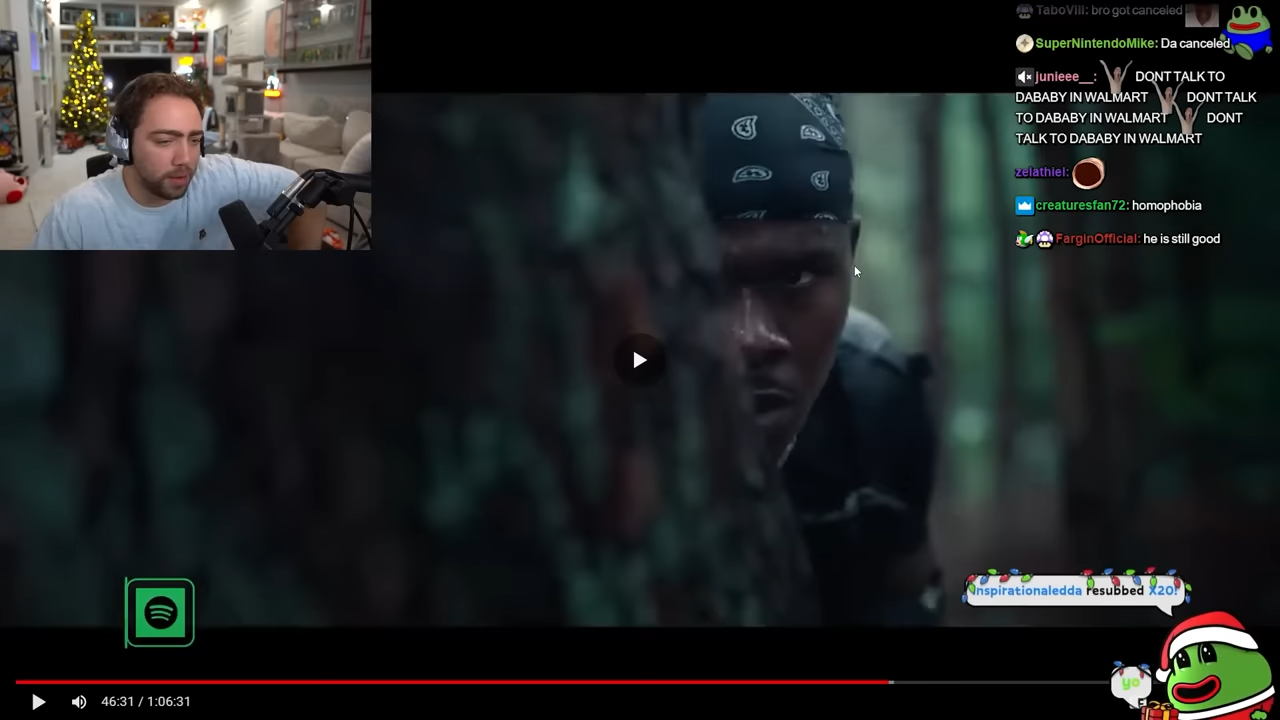 TaboVIII: bro got canceled
SuperNintendoMike: Da canceled
junieee__: DONT TALK TO
DABABY IN WALMART DONT TALK
TO DABABY IN WALMART DONT
TALK TO DABABY IN WALMART
zelathiel:
creaturesfan72: homophobia
FarginOfficial: he is still good
nspirationaledda resubbed X20!
yo
46:31 / 1:06:31